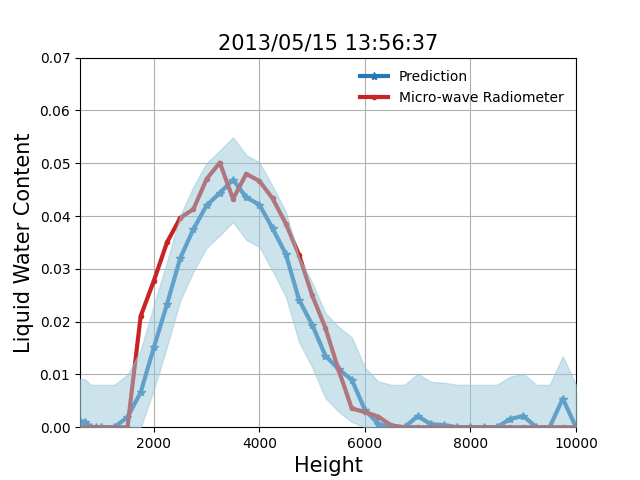 2013/05/15 13:56:37
Prediction
Micro-wave Radiometer
Liquid Water Content
0.07
0.06
0.05
0.04
0.03
0.02
0.01
0.00
2000 4000 6000 8000 10000
Height